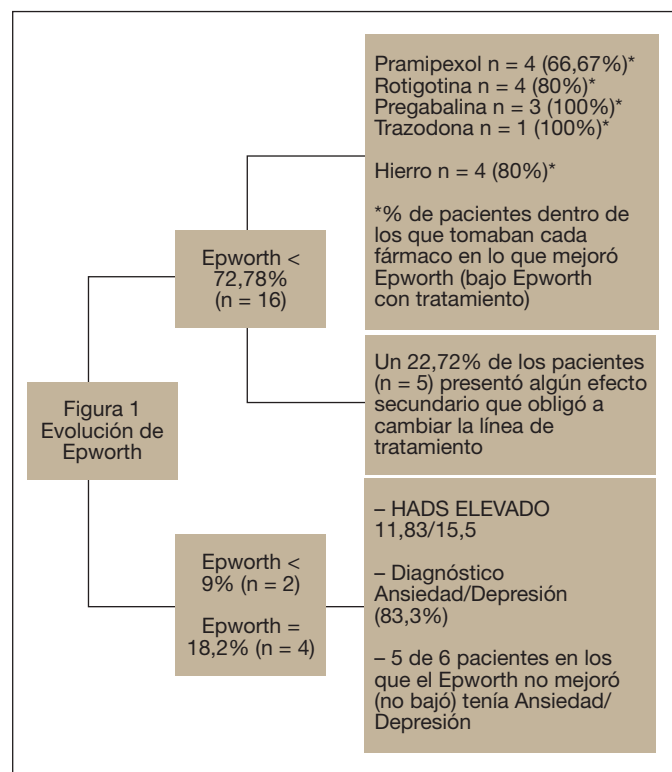 Figura 1
Evolución de
Epworth
Epworth <
72,78%
(n = 16)
Pramipexol n = 4 (66,67%)*
Rotigotina n = 4 (80%)*
Pregabalina n = 3 (100%)*
Trazodona n = 1 (100%)*
Hierro n = 4 (80%)*
*% de pacientes dentro de
los que tomaban cada
fármaco en lo que mejoró
Epworth (bajo Epworth
con tratamiento)
Un 22,72% de los pacientes
(n = 5) presentó algún efecto
secundario que obligó a
cambiar la línea de
tratamiento
Epworth <
9% (n = 2)
Epworth =
18,2% (n = 4)
– HADS ELEVADO
11,83/15,5
– Diagnóstico
Ansiedad/Depresión
(83,3%)
– 5 de 6 pacientes en los
que el Epworth no mejoró
(no bajó) tenía Ansiedad/
Depresión